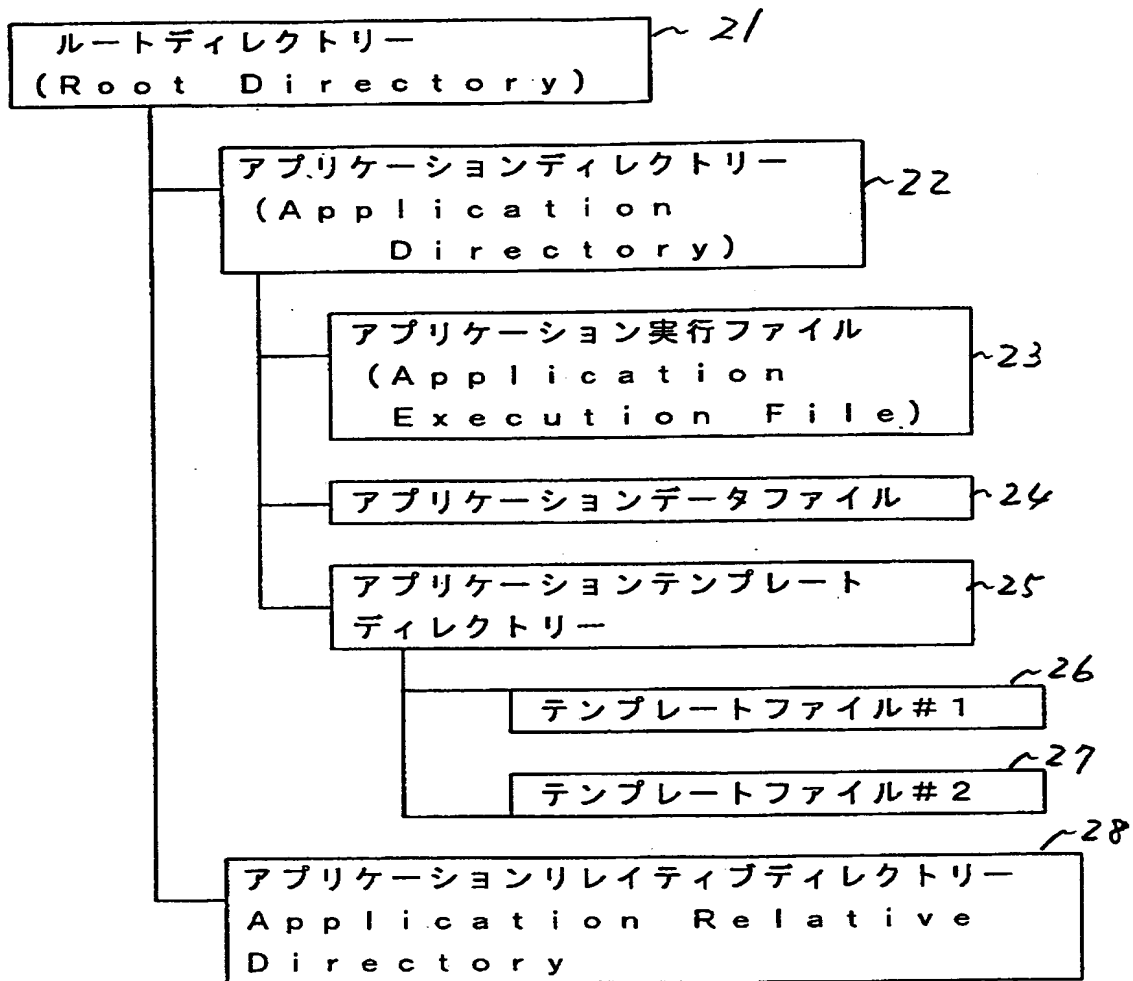 ルートディレクトリー
(Root Directory)
21
アプリケーションディレクトリー
(Application
Directory)
22
アプリケーション実行ファイル
(Application
Execution File)
23
アプリケーションデータファイル
24
アプリケーションテンプレート
ディレクトリー
25
26
テンプレートファイル#1
27
テンプレートファイル#2
28
アプリケーションリレイティブディレクトリー
Application Relative
Directory